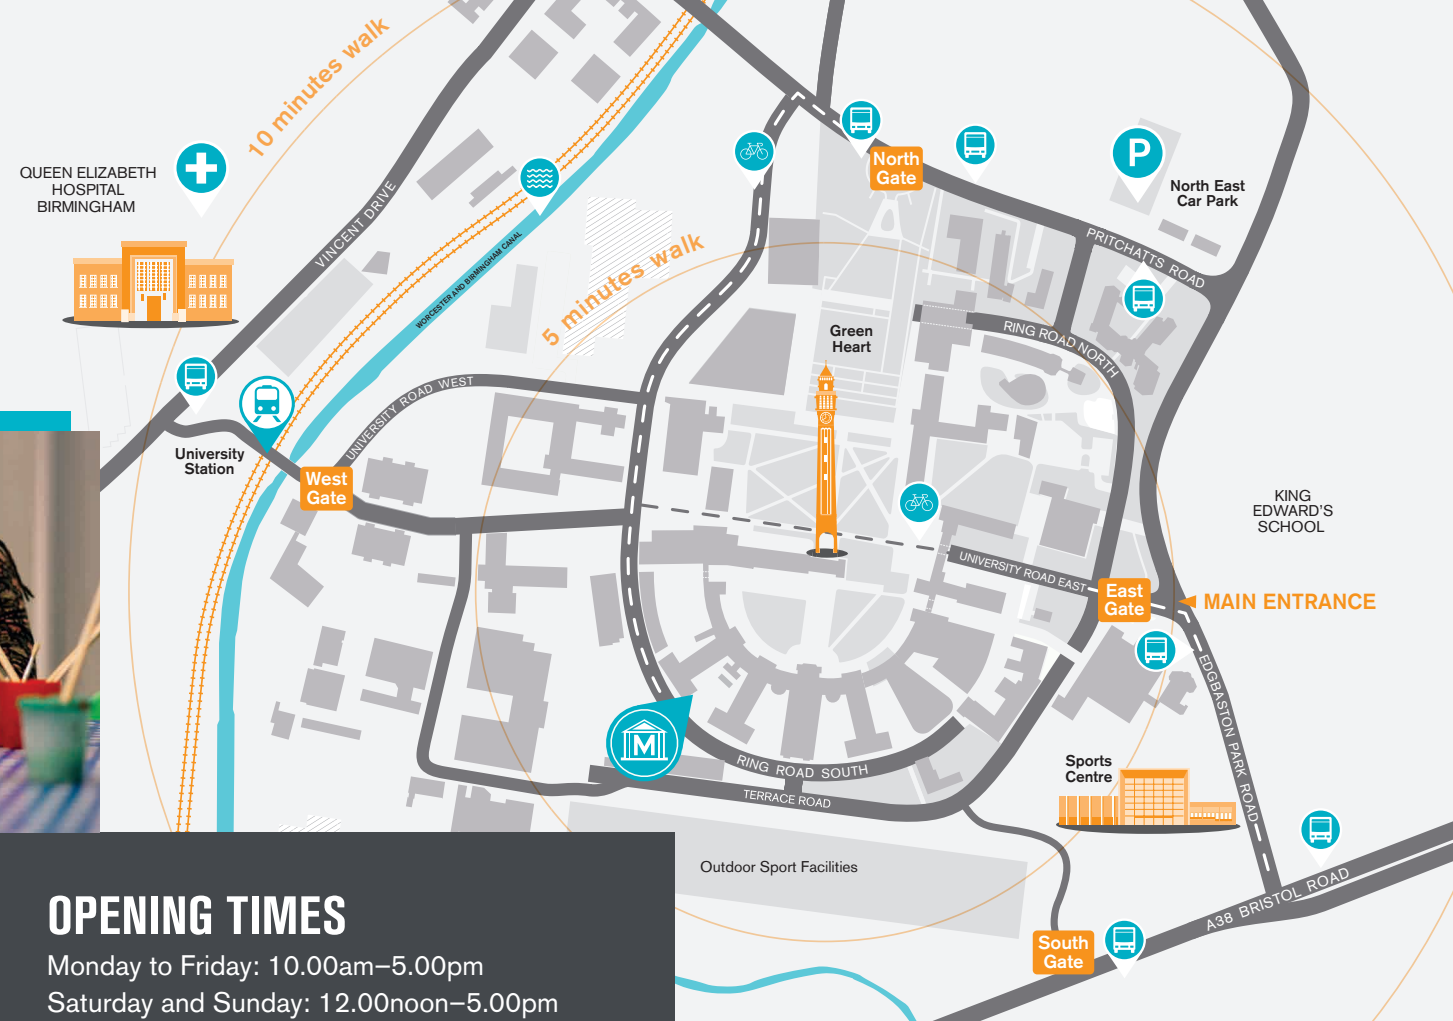 10 minutes walk
QUEEN ELIZABETH
HOSPITAL
BIRMINGHAM
VINCENT DRIVE
WORCESTER AND BIRMINGHAM CANAL
5 minutes walk
North
Gate
P
North East
Car Park
PRITCHATTS ROAD
RING ROAD NORTH
Green
Heart
UNIVERSITY ROAD WEST
University
Station
West
Gate
KING
EDWARD'S
SCHOOL
UNIVERSITY ROAD EAST
East
Gate
MAIN ENTRANCE
EDGBASTON PARK ROAD
M
RING ROAD SOUTH
TERRACE ROAD
Sports
Centre
Outdoor Sport Facilities
A38 BRISTOL ROAD
South
Gate
OPENING TIMES
Monday to Friday: 10.00am–5.00pm
Saturday and Sunday: 12.00noon–5.00pm